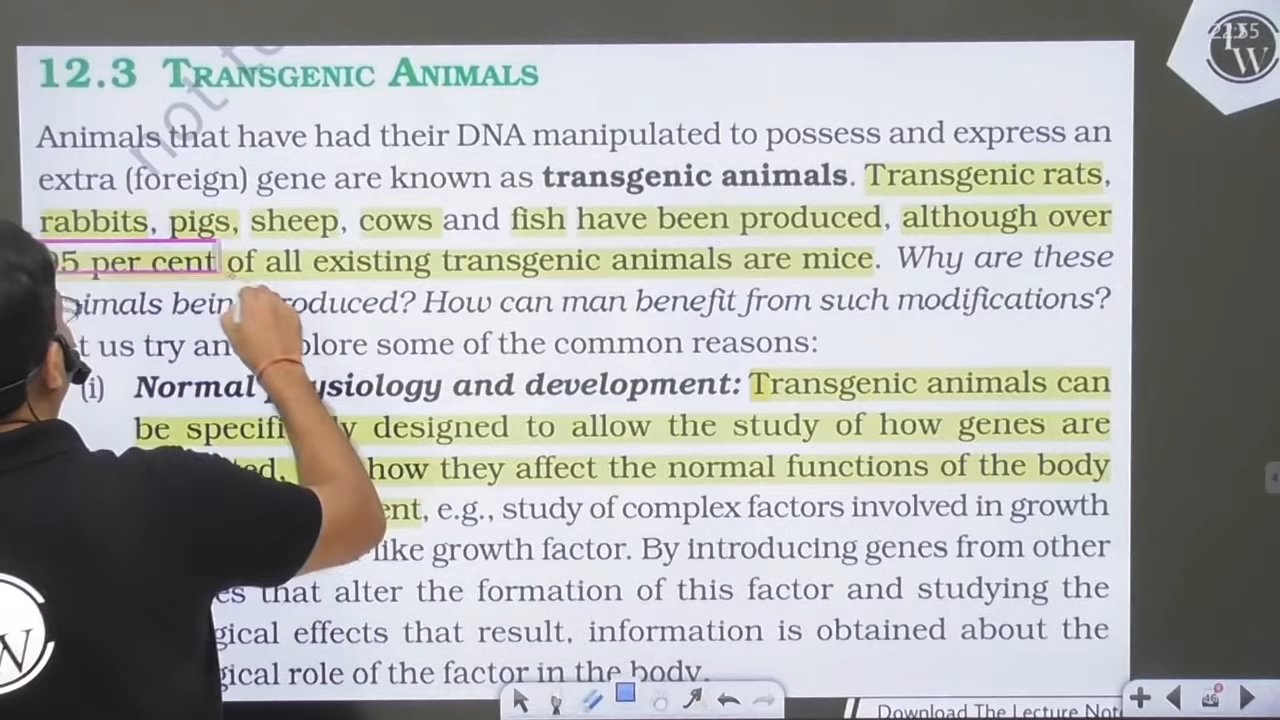 22:55
W
not
12.3 TRANSGENIC ANIMALS
Animals that have had their DNA manipulated to possess and express an
extra (foreign) gene are known as transgenic animals. Transgenic rats,
rabbits, pigs, sheep, cows and fish have been produced, although over
5 per cent of all existing transgenic animals are mice. Why are these
imals bein roduced? How can man benefit from such modifications?
t us try an lore some of the common reasons:
(i) Normal ysiology and development: Transgenic animals can
be specifi y designed to allow the study of how genes are
ed, how they affect the normal functions of the body
ent, e.g., study of complex factors involved in growth
like growth factor. By introducing genes from other
es that alter the formation of this factor and studying the
gical effects that result, information is obtained about the
gical role of the factor in the body.
W
46
Download The Lecture Not